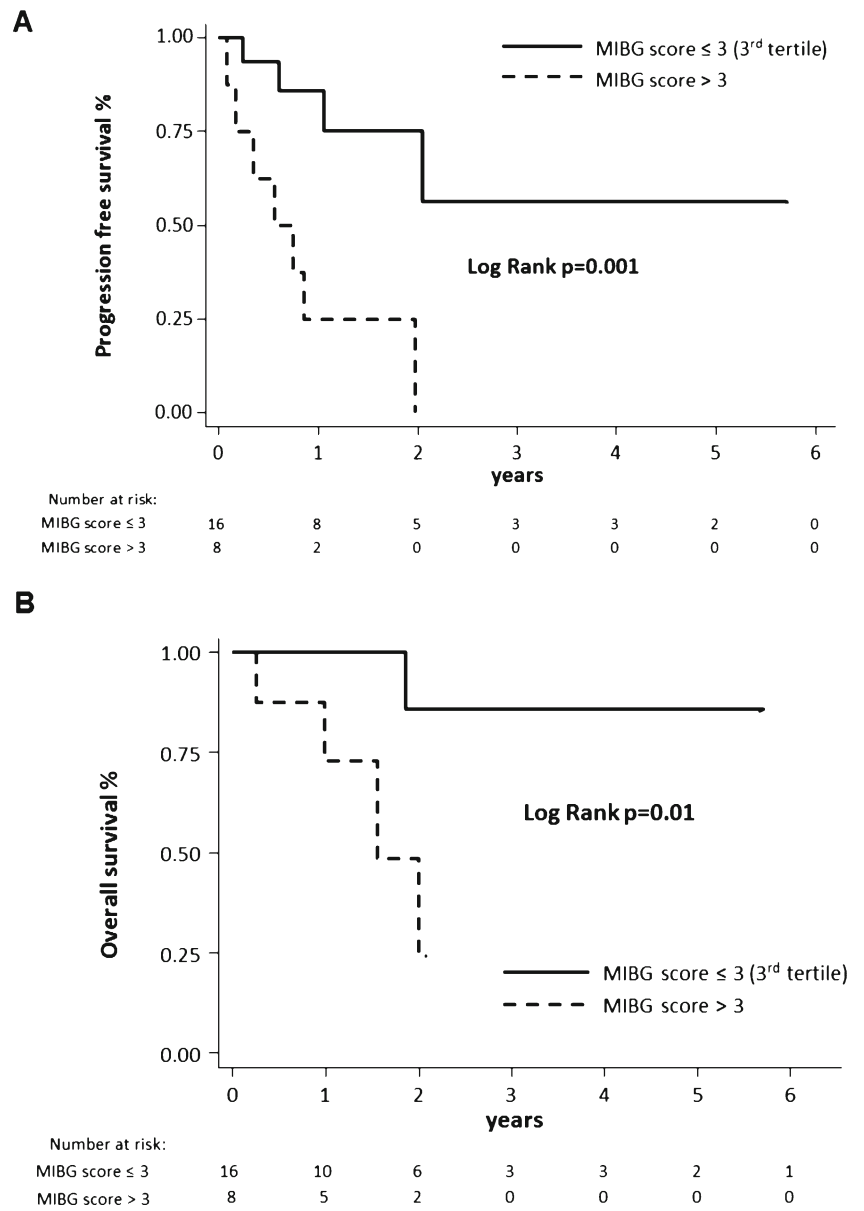 A
1.00
0.75
0.50
0.25
0.00
Progression free survival %
MIBG score ≤ 3 (3rd tertile)
MIBG score > 3
Log Rank p=0.001
0 1 2 3 4 5 6
years
Number at risk:
MIBG score ≤ 3 16 8 5 3 3 2 0
MIBG score > 3 8 2 0 0 0 0 0
B
1.00
0.75
0.50
0.25
0.00
Overall survival %
Log Rank p=0.01
MIBG score ≤ 3 (3rd tertile)
MIBG score > 3
0 1 2 3 4 5 6
years
Number at risk:
MIBG score ≤ 3 16 10 6 3 3 2 1
MIBG score > 3 8 5 2 0 0 0 0